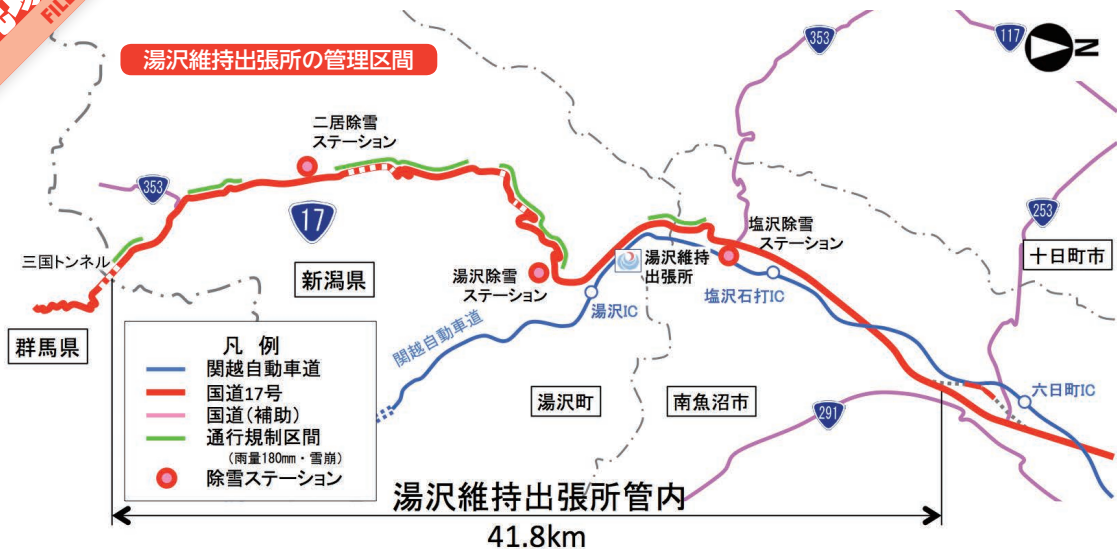 FILE
湯沢維持出張所の管理区間
353
117
N
二居除雪
ステーション
353
17
253
三国トンネル
新潟県
湯沢除雪
ステーション
湯沢維持
出張所
塩沢除雪
ステーション
十日町市
湯沢IC
塩沢石打IC
群馬県
関越自動車道
凡 例
関越自動車道
国道17号
国道(補助)
通行規制区間
(雨量180mm・雪崩)
除雪ステーション
湯沢町
南魚沼市
291
六日町IC
湯沢維持出張所管内
41.8km